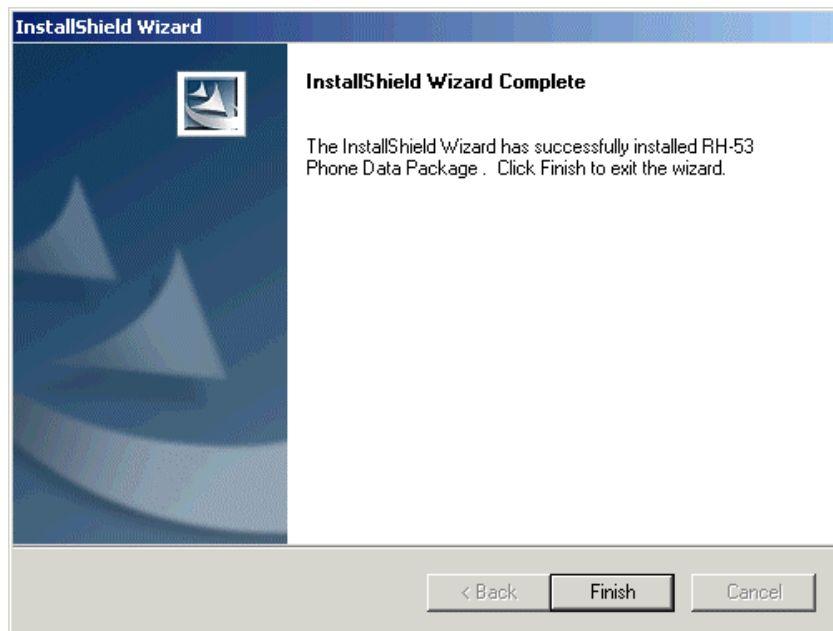 InstallShield Wizard
InstallShield Wizard Complete
The InstallShield Wizard has successfully installed RH-53
Phone Data Package . Click Finish to exit the wizard.
< Back
Finish
Cancel